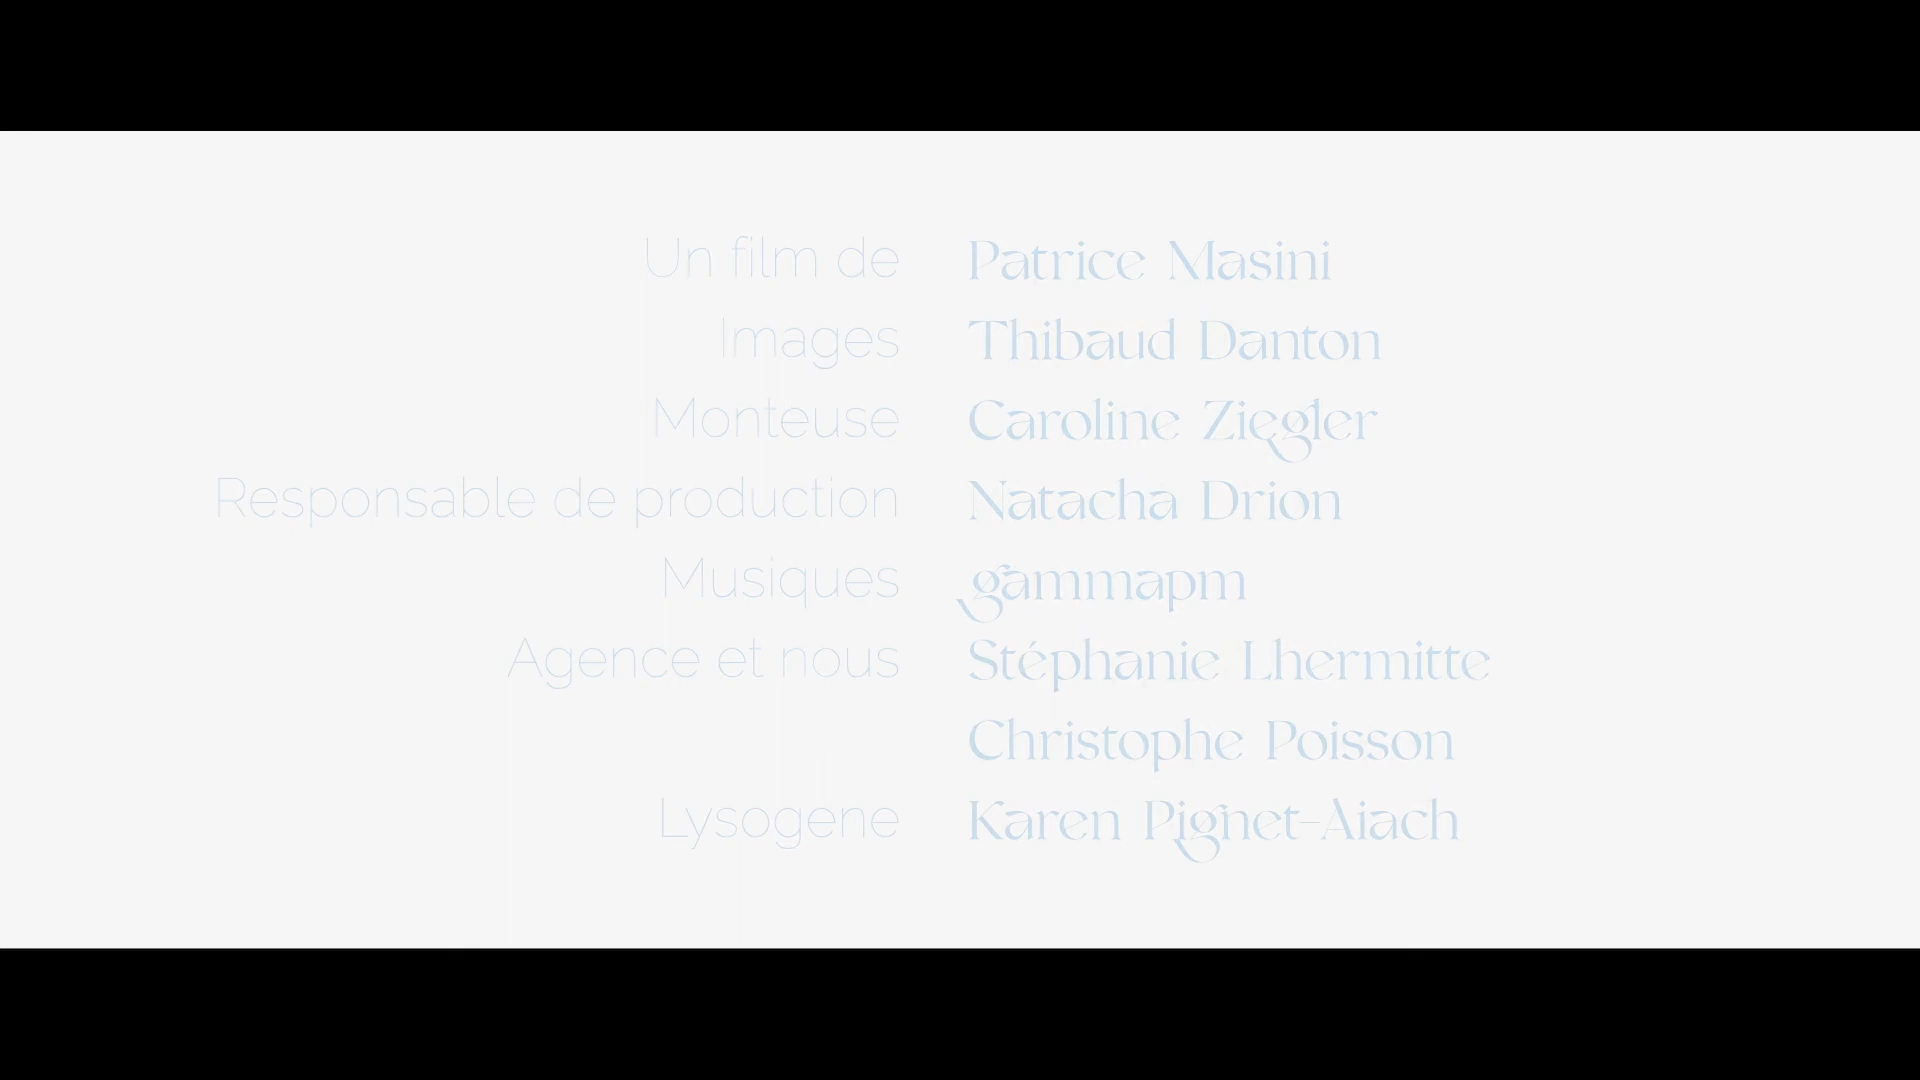 Un film de Patrice Masini
Images Thibaud Danton
Monteuse Caroline Ziegler
Responsable de production Natacha Drion
Musiques gammapm
Agence et nous Stéphanie Lhermitte
Christophe Poisson
Lysogene Karen Pignet-Aiach